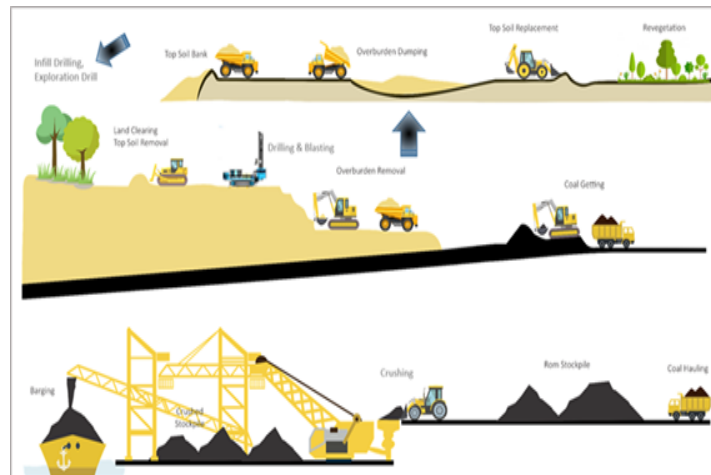 Infill Drilling,
Exploration Drill
Top Soil Bank
Overburden Dumping
Top Soil Replacement
Revegetation
Land Clearing
Top Soil Removal
Drilling & Blasting
Overburden Removal
Coal Getting
Barging
Crushed
Stockpile
Crushing
Rom Stockpile
Coal Hauling